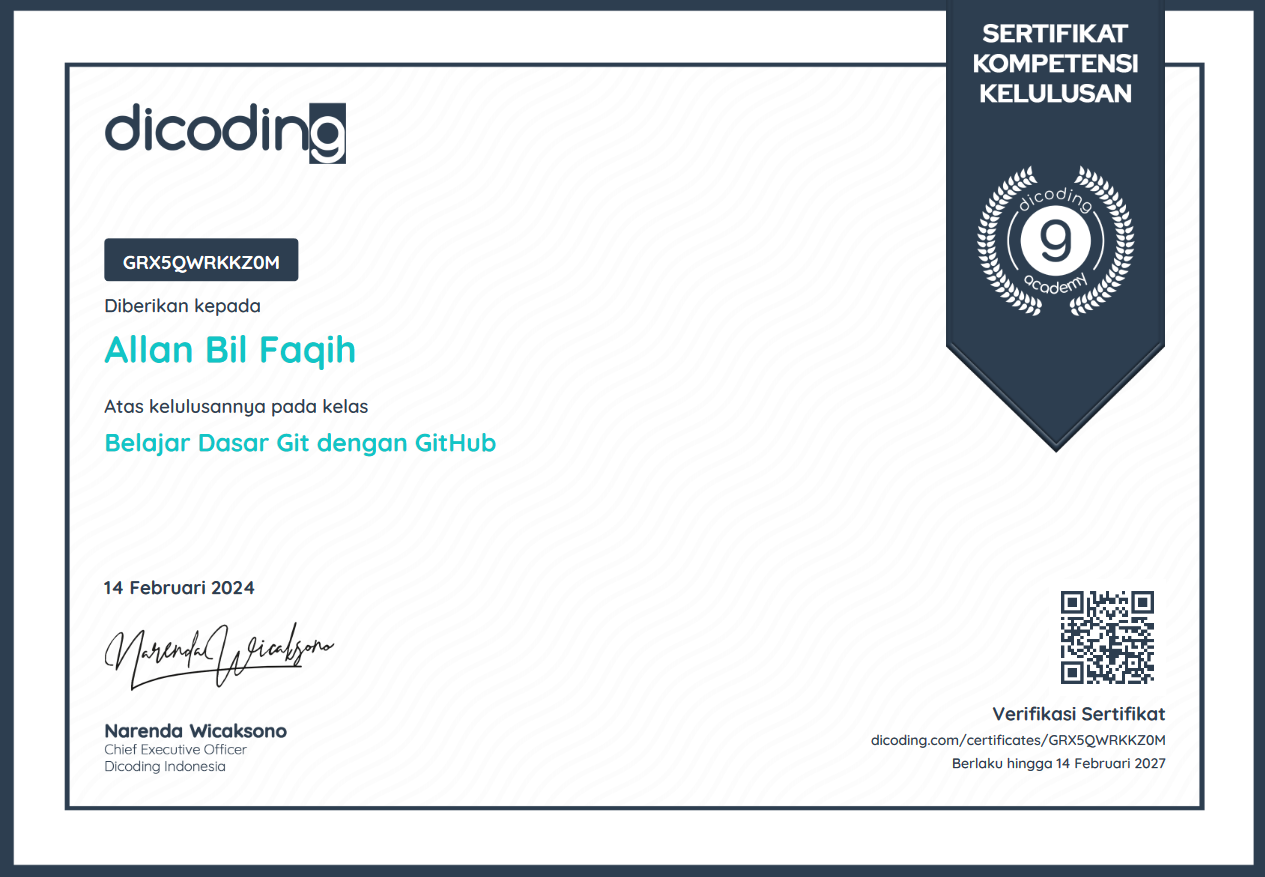 SERTIFIKAT
KOMPETENSI
KELULUSAN
dicoding
dicoding
academy
GRX5QWRKKZ0M
Diberikan kepada
Allan Bil Faqih
Atas kelulusannya pada kelas
Belajar Dasar Git dengan GitHub
14 Februari 2024
Narenda Wicaksono
Narenda Wicaksono
Chief Executive Officer
Dicoding Indonesia
Verifikasi Sertifikat
dicoding.com/certificates/GRX5QWRKKZ0M
Berlaku hingga 14 Februari 2027